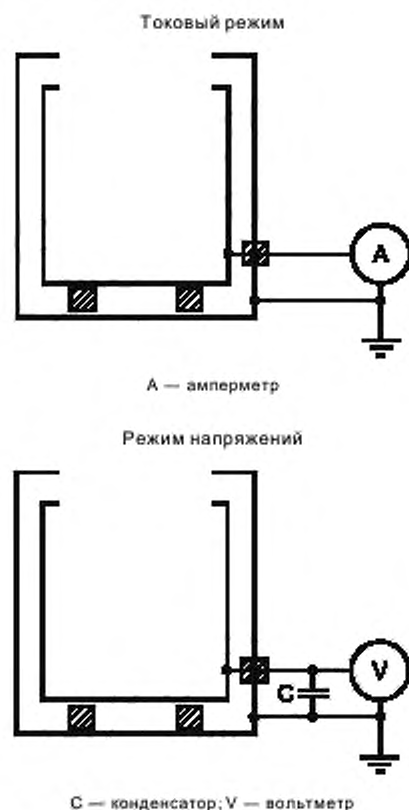 Токовый режим
A
А — амперметр
Режим напряжений
C
V
С — конденсатор; V — вольтметр